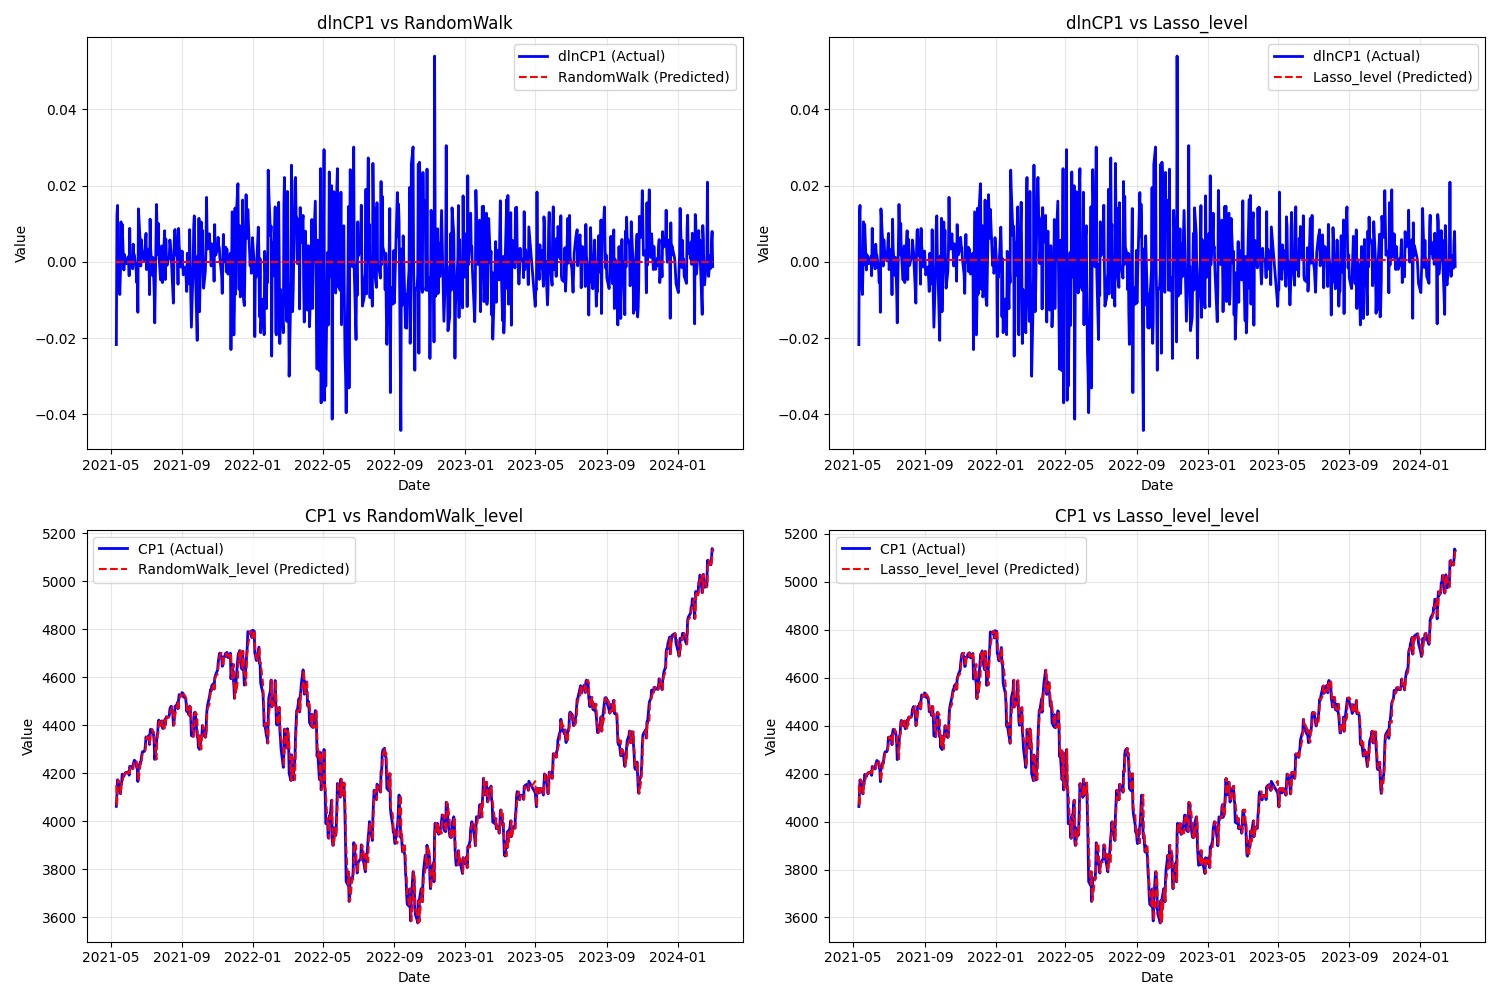 dlnCP1 vs RandomWalk
dlnCP1 (Actual)
RandomWalk (Predicted)
Value
0.04
0.02
0.00
−0.02
−0.04
2021-05 2021-09 2022-01 2022-05 2022-09 2023-01 2023-05 2023-09 2024-01
Date
dlnCP1 vs Lasso_level
dlnCP1 (Actual)
Lasso_level (Predicted)
Value
0.04
0.02
0.00
−0.02
−0.04
2021-05 2021-09 2022-01 2022-05 2022-09 2023-01 2023-05 2023-09 2024-01
Date
CP1 vs RandomWalk_level
CP1 (Actual)
RandomWalk_level (Predicted)
Value
5200
5000
4800
4600
4400
4200
4000
3800
3600
2021-05 2021-09 2022-01 2022-05 2022-09 2023-01 2023-05 2023-09 2024-01
Date
CP1 vs Lasso_level_level
CP1 (Actual)
Lasso_level_level (Predicted)
Value
5200
5000
4800
4600
4400
4200
4000
3800
3600
2021-05 2021-09 2022-01 2022-05 2022-09 2023-01 2023-05 2023-09 2024-01
Date